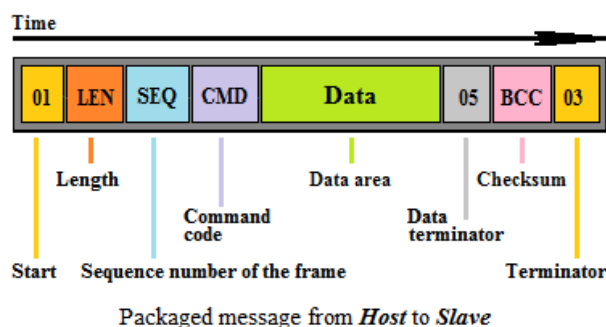 Time
01 LEN SEQ CMD Data 05 BCC 03
Length Data area Checksum
Command code Data terminator
Start Sequence number of the frame Terminator
Packaged message from Host to Slave